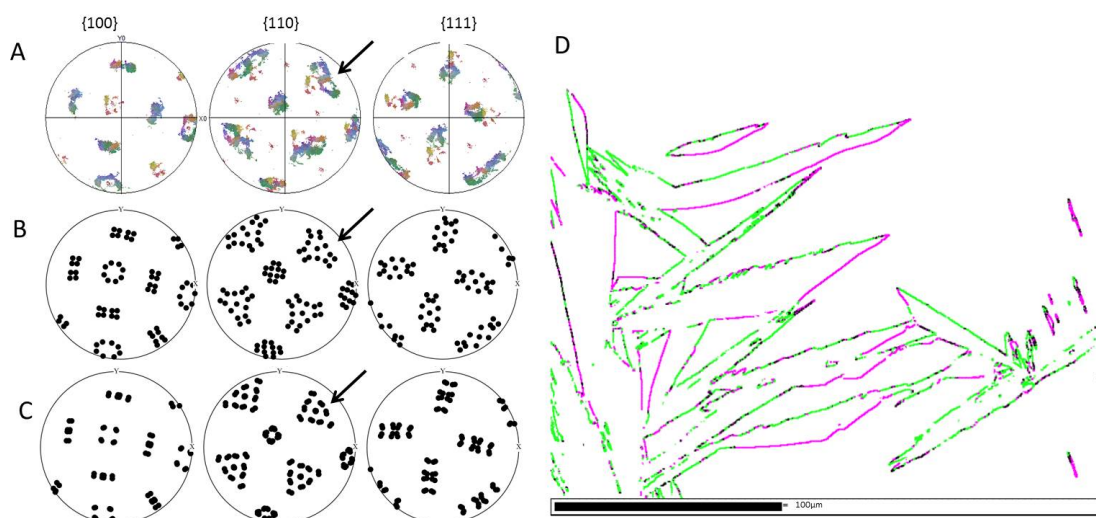 {100} {110} {111}
A
Y0
X0
B
Y
Y
Y
X
X
X
C
Y
Y
Y
X
X
X
D
= 100μm